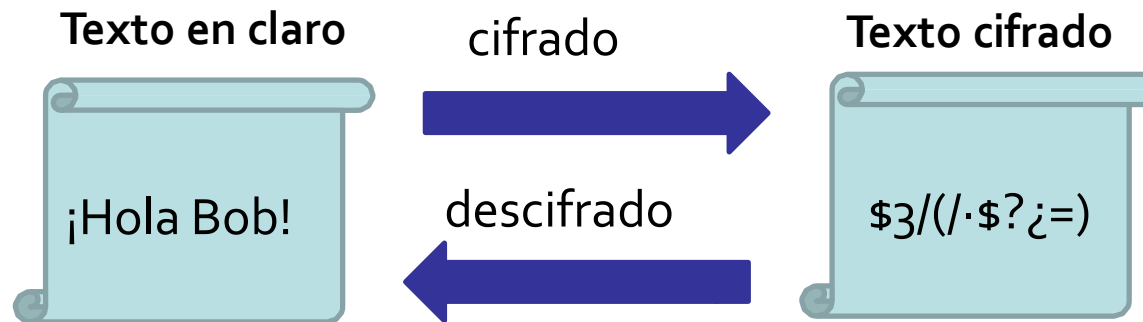 Texto en claro
cifrado
Texto cifrado
¡Hola Bob!
descifrado
$3/(/·$?¿=)